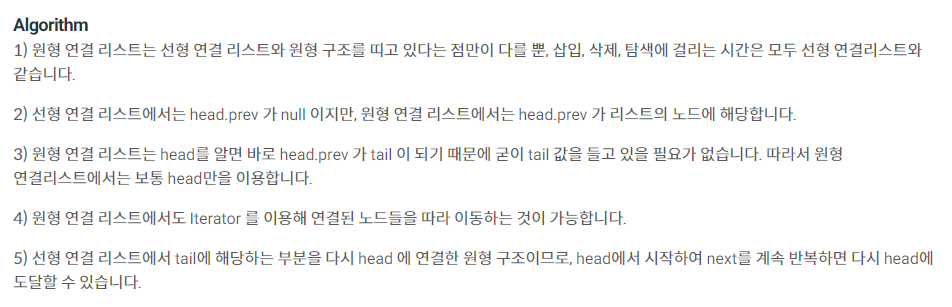 Algorithm
1) 원형 연결 리스트는 선형 연결 리스트와 원형 구조를 띠고 있다는 점만이 다를 뿐, 삽입, 삭제, 탐색에 걸리는 시간은 모두 선형 연결리스트와
같습니다.
2) 선형 연결 리스트에서는 head.prev 가 null 이지만, 원형 연결 리스트에서는 head.prev 가 리스트의 노드에 해당합니다.
3) 원형 연결 리스트는 head를 알면 바로 head.prev 가 tail 이 되기 때문에 굳이 tail 값을 들고 있을 필요가 없습니다. 따라서 원형
연결리스트에서는 보통 head만을 이용합니다.
4) 원형 연결 리스트에서도 Iterator 를 이용해 연결된 노드들을 따라 이동하는 것이 가능합니다.
5) 선형 연결 리스트에서 tail에 해당하는 부분을 다시 head 에 연결한 원형 구조이므로, head에서 시작하여 next를 계속 반복하면 다시 head에
도달할 수 있습니다.